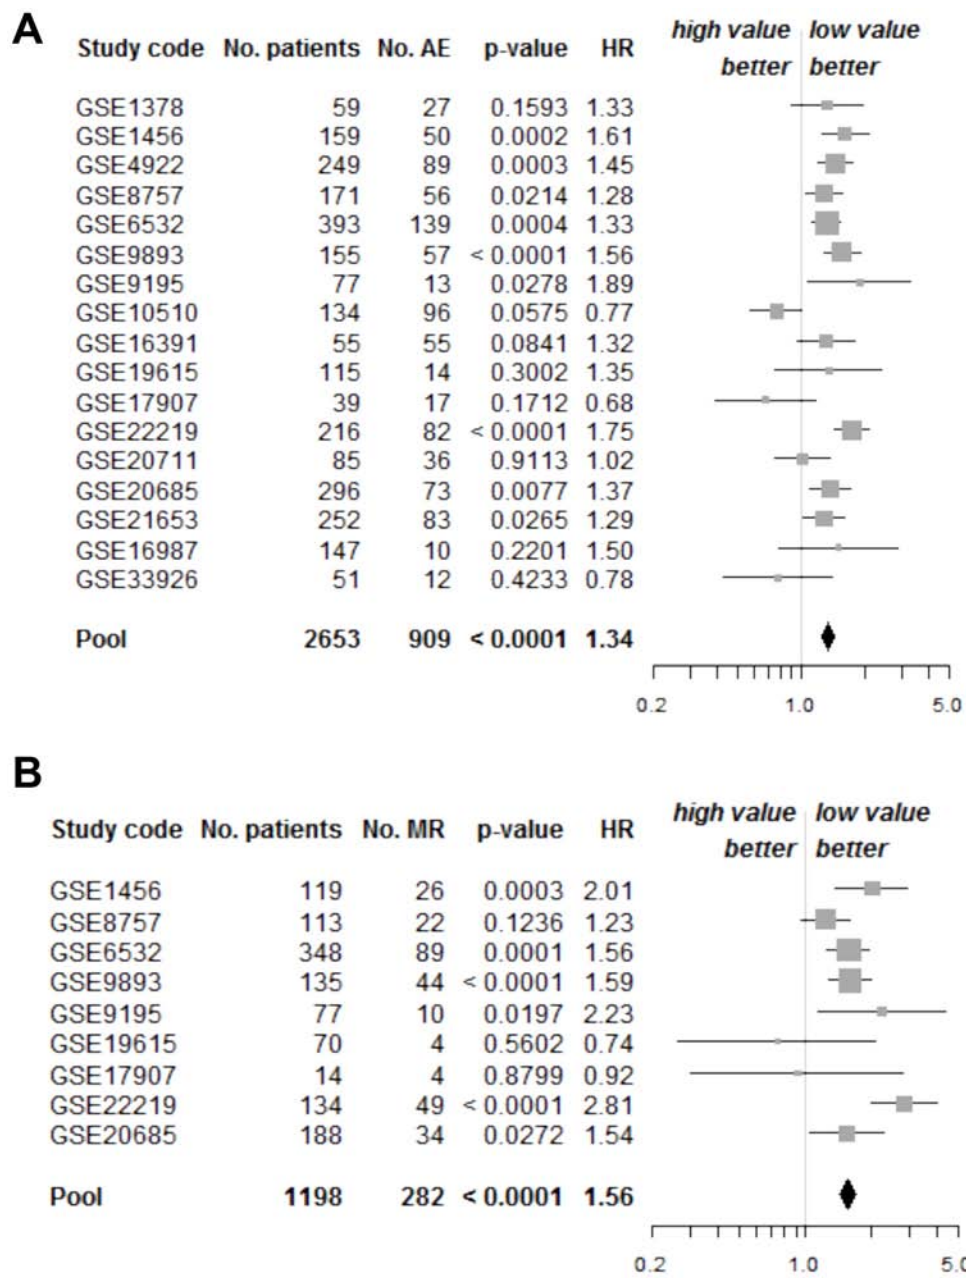 A
Study code No. patients No. AE p-value HR high value better low value better
GSE1378 59 27 0.1593 1.33
GSE1456 159 50 0.0002 1.61
GSE4922 249 89 0.0003 1.45
GSE8757 171 56 0.0214 1.28
GSE6532 393 139 0.0004 1.33
GSE9893 155 57 < 0.0001 1.56
GSE9195 77 13 0.0278 1.89
GSE10510 134 96 0.0575 0.77
GSE16391 55 55 0.0841 1.32
GSE19615 115 14 0.3002 1.35
GSE17907 39 17 0.1712 0.68
GSE22219 216 82 < 0.0001 1.75
GSE20711 85 36 0.9113 1.02
GSE20685 296 73 0.0077 1.37
GSE21653 252 83 0.0265 1.29
GSE16987 147 10 0.2201 1.50
GSE33926 51 12 0.4233 0.78
Pool 2653 909 < 0.0001 1.34
0.2 1.0 5.0
B
Study code No. patients No. MR p-value HR high value better low value better
GSE1456 119 26 0.0003 2.01
GSE8757 113 22 0.1236 1.23
GSE6532 348 89 0.0001 1.56
GSE9893 135 44 < 0.0001 1.59
GSE9195 77 10 0.0197 2.23
GSE19615 70 4 0.5602 0.74
GSE17907 14 4 0.8799 0.92
GSE22219 134 49 < 0.0001 2.81
GSE20685 188 34 0.0272 1.54
Pool 1198 282 < 0.0001 1.56
0.2 1.0 5.0